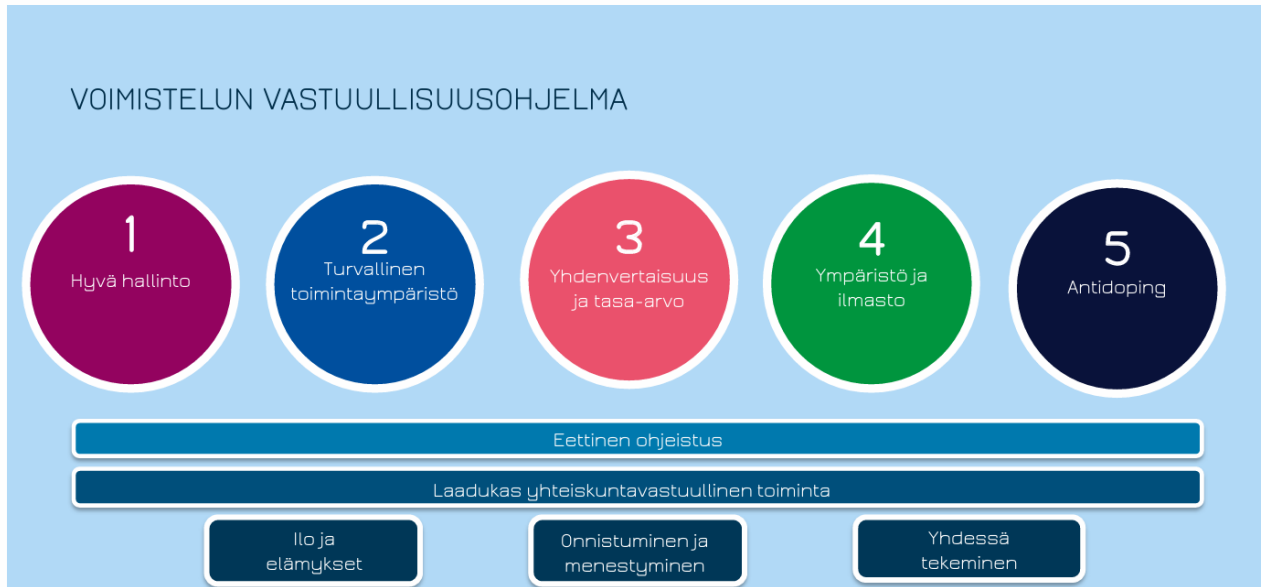 VOIMISTELUN VASTUULLISUUSOHJELMA
1
Hyvä hallinto
2
Turvallinen
toimintaympäristö
3
Yhdenvertaisuus
ja tasa-arvo
4
Ympäristö ja
ilmasto
5
Antidoping
Eettinen ohjeistus
Laadukas yhteiskuntavastuullinen toiminta
Ilo ja
elämykset
Onnistuminen ja
menestyminen
Yhdessä
tekeminen